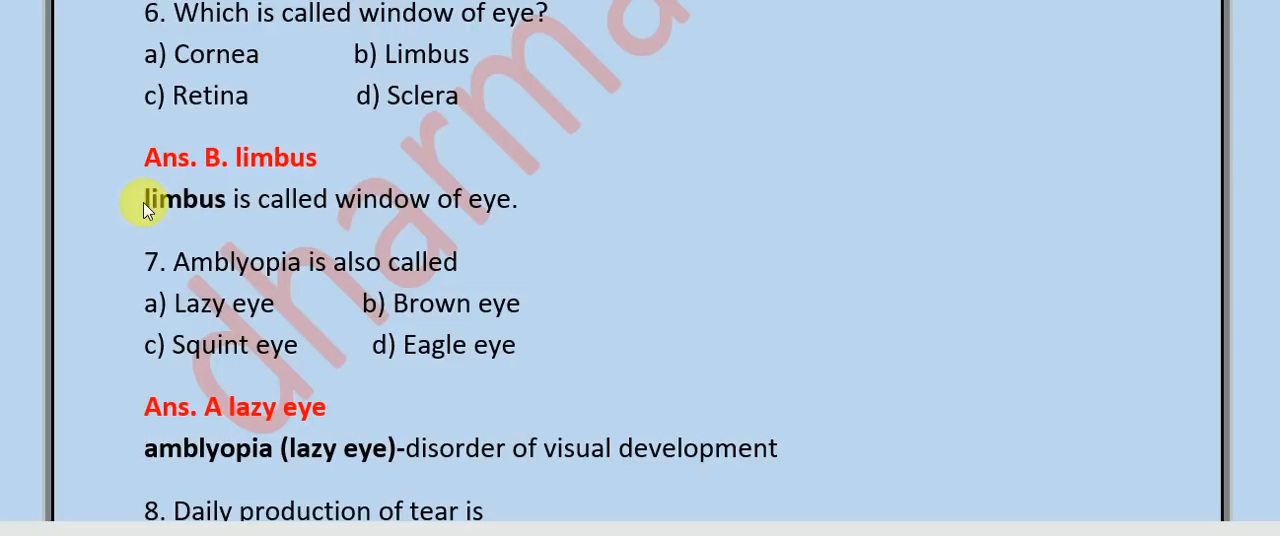 6. Which is called window of eye?
a) Cornea b) Limbus
c) Retina d) Sclera
Ans. B. limbus
limbus is called window of eye.
7. Amblyopia is also called
a) Lazy eye b) Brown eye
c) Squint eye d) Eagle eye
Ans. A lazy eye
amblyopia (lazy eye)-disorder of visual development
8. Daily production of tear is
dharma